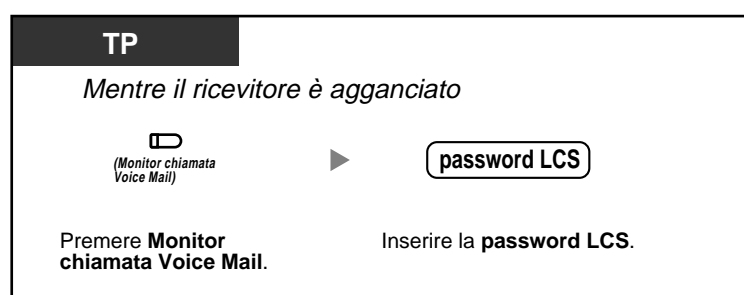 TP
Mentre il ricevitore è agganciato
(Monitor chiamata
Voice Mail)
password LCS
Premere Monitor
chiamata Voice Mail.
Inserire la password LCS.